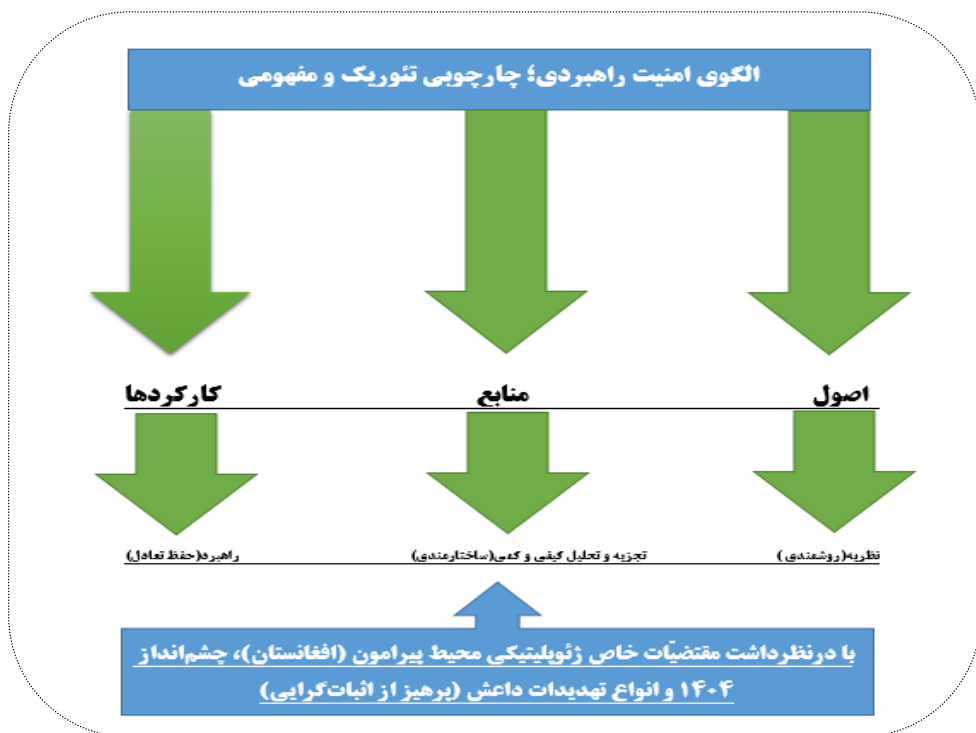 الگوی امنیت راهبردی؛ چارچوبی تئوریک و مفهومی
اصول منابع کارکردها
نظریه(روشمندی ) تجزیه و تحلیل کیفی و کمی(ساختارمندی) راهبرد(حفظ تعادل)
با درنظرداشت مقتضیّات خاص ژئوپلیتیکی محیط پیرامون (افغانستان)، چشم‌انداز
۱۴۰۴ و انواع تهدیدات داعش (پرهیز از اثبات‌گرایی)